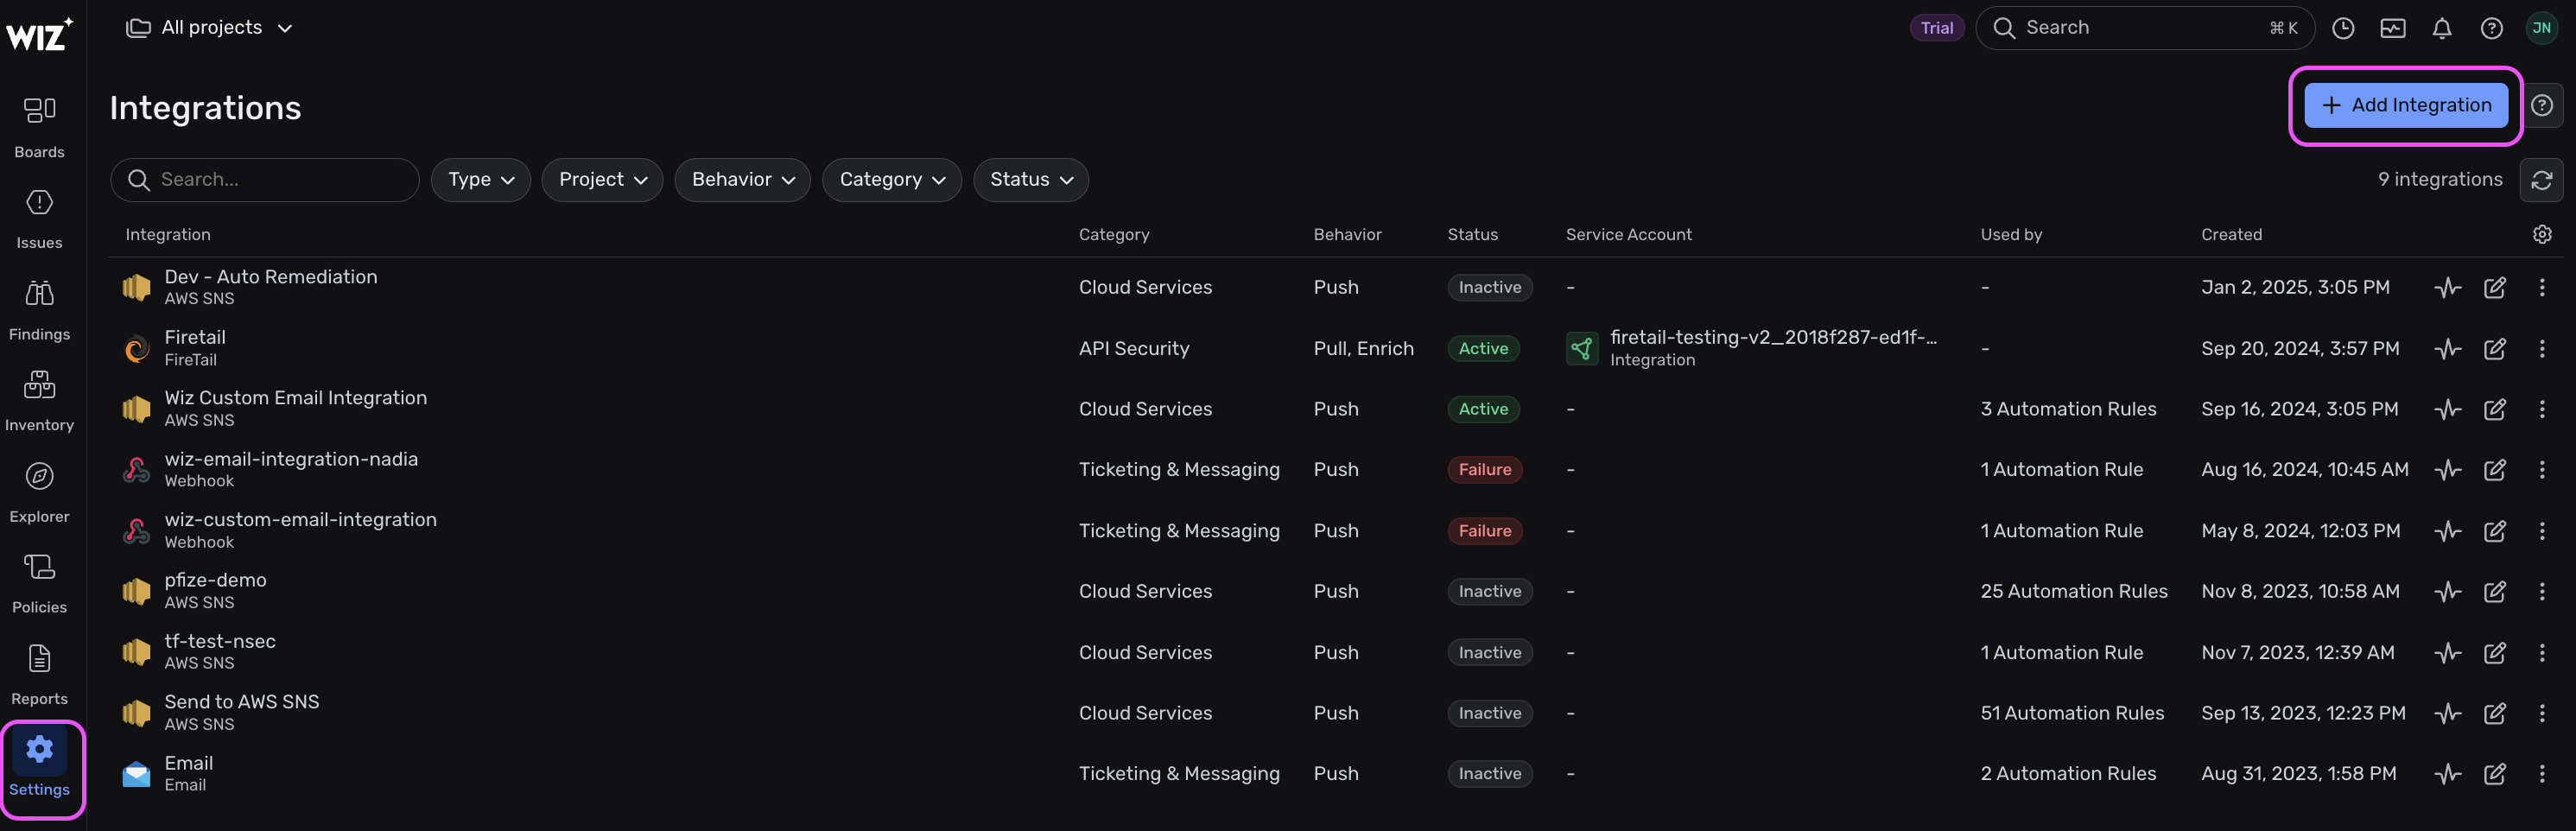 WIZ
All projects
Trial
Search
⌘ K
JN
Boards
Issues
Findings
Inventory
Explorer
Policies
Reports
Settings
Integrations
+ Add Integration
Search...
Type
Project
Behavior
Category
Status
9 integrations
Integration Category Behavior Status Service Account Used by Created
Dev - Auto Remediation
AWS SNS
Cloud Services Push Inactive - - Jan 2, 2025, 3:05 PM
Firetail
FireTail
API Security Pull, Enrich Active
firetail-testing-v2_2018f287-ed1f-...
Integration
- Sep 20, 2024, 3:57 PM
Wiz Custom Email Integration
AWS SNS
Cloud Services Push Active - 3 Automation Rules Sep 16, 2024, 3:05 PM
wiz-email-integration-nadia
Webhook
Ticketing & Messaging Push Failure - 1 Automation Rule Aug 16, 2024, 10:45 AM
wiz-custom-email-integration
Webhook
Ticketing & Messaging Push Failure - 1 Automation Rule May 8, 2024, 12:03 PM
pfize-demo
AWS SNS
Cloud Services Push Inactive - 25 Automation Rules Nov 8, 2023, 10:58 AM
tf-test-nsec
AWS SNS
Cloud Services Push Inactive - 1 Automation Rule Nov 7, 2023, 12:39 AM
Send to AWS SNS
AWS SNS
Cloud Services Push Inactive - 51 Automation Rules Sep 13, 2023, 12:23 PM
Email
Email
Ticketing & Messaging Push Inactive - 2 Automation Rules Aug 31, 2023, 1:58 PM